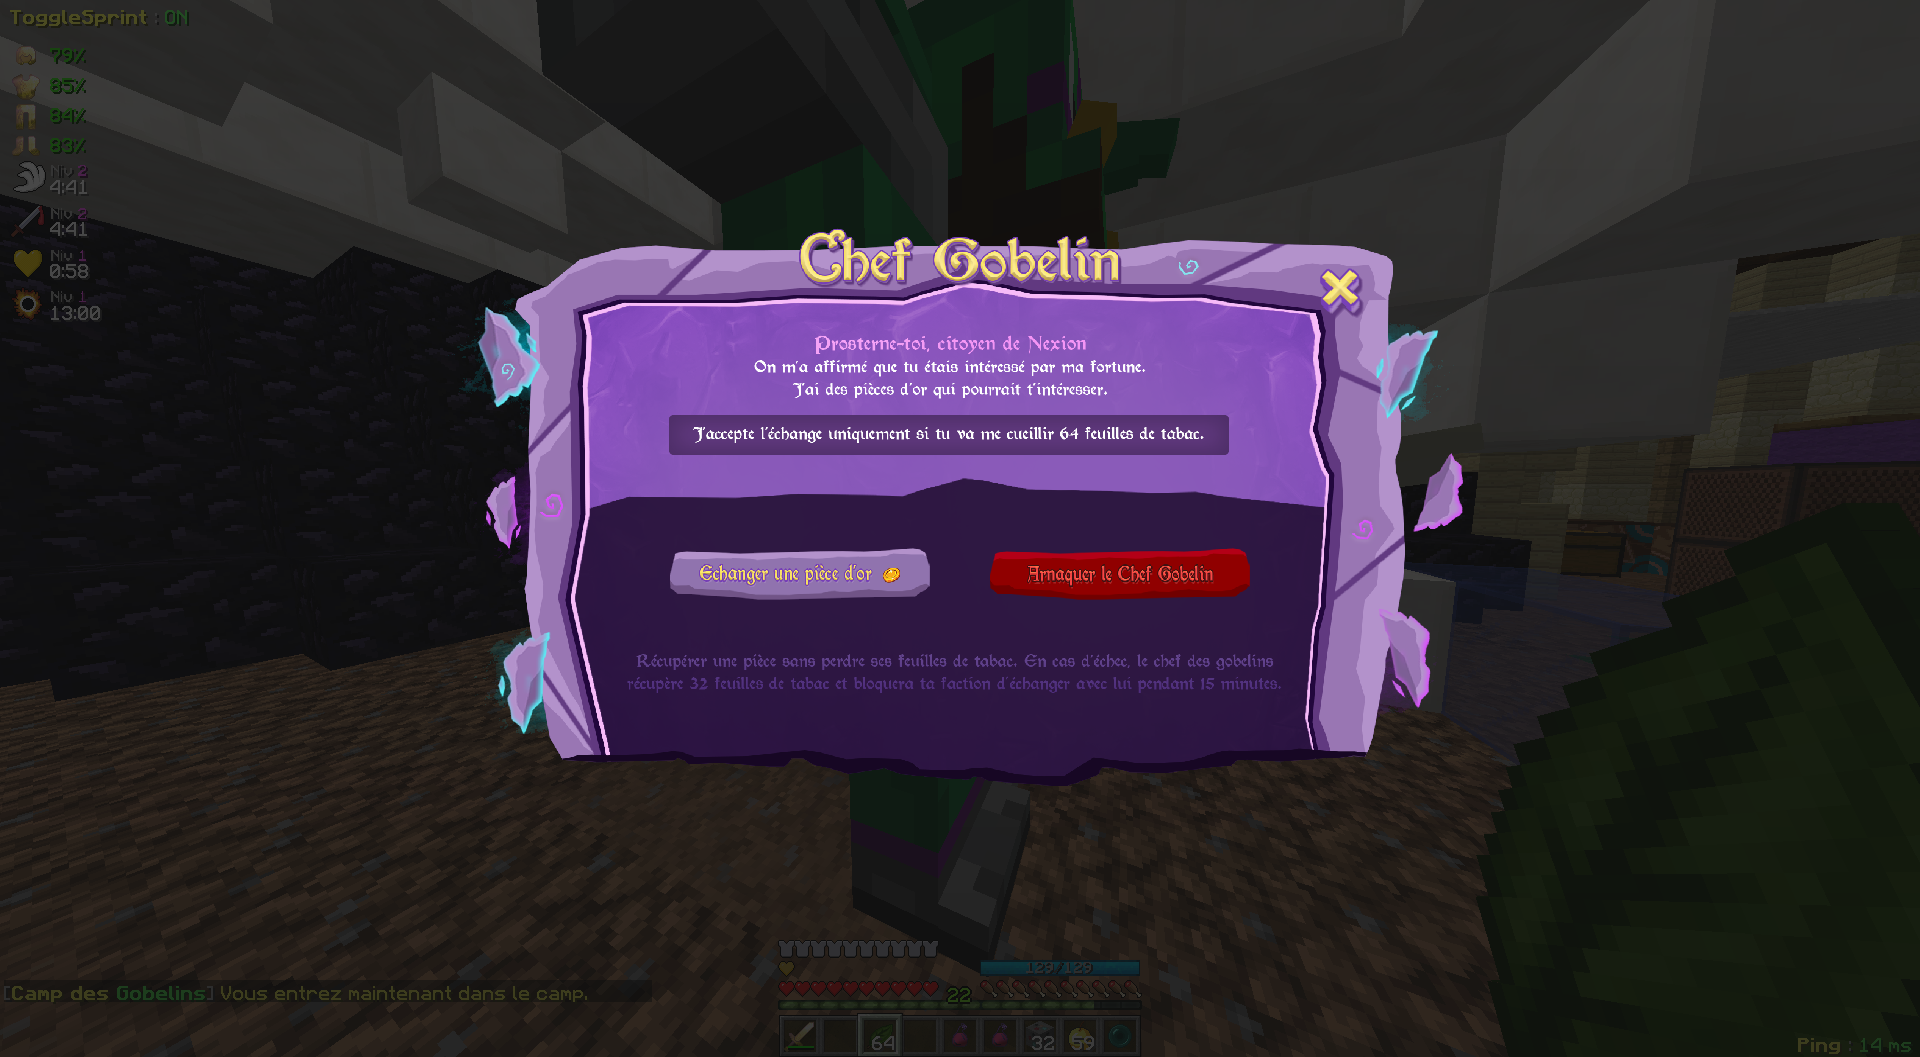 ToggleSprint : ON
79%
85%
84%
83%
Niv 2
4:41
Niv 2
4:41
Niv 1
0:58
Niv 1
13:00
Chef Gobelin
Prosterne-toi, citoyen de Nexion
On m'a affirmé que tu étais intéressé par ma fortune.
J'ai des pièces d'or qui pourrait t'intéresser.
J'accepte l'échange uniquement si tu va me cueillir 64 feuilles de tabac.
Echanger une pièce d'or
Arnaquer le Chef Gobelin
Récupérer une pièce sans perdre ses feuilles de tabac. En cas d'échec, le chef des gobelins
récupère 32 feuilles de tabac et bloquera ta faction d'échanger avec lui pendant 15 minutes.
129/129
[Camp des Gobelins] Vous entrez maintenant dans le camp.
22
64
32
59
Ping : 14 ms